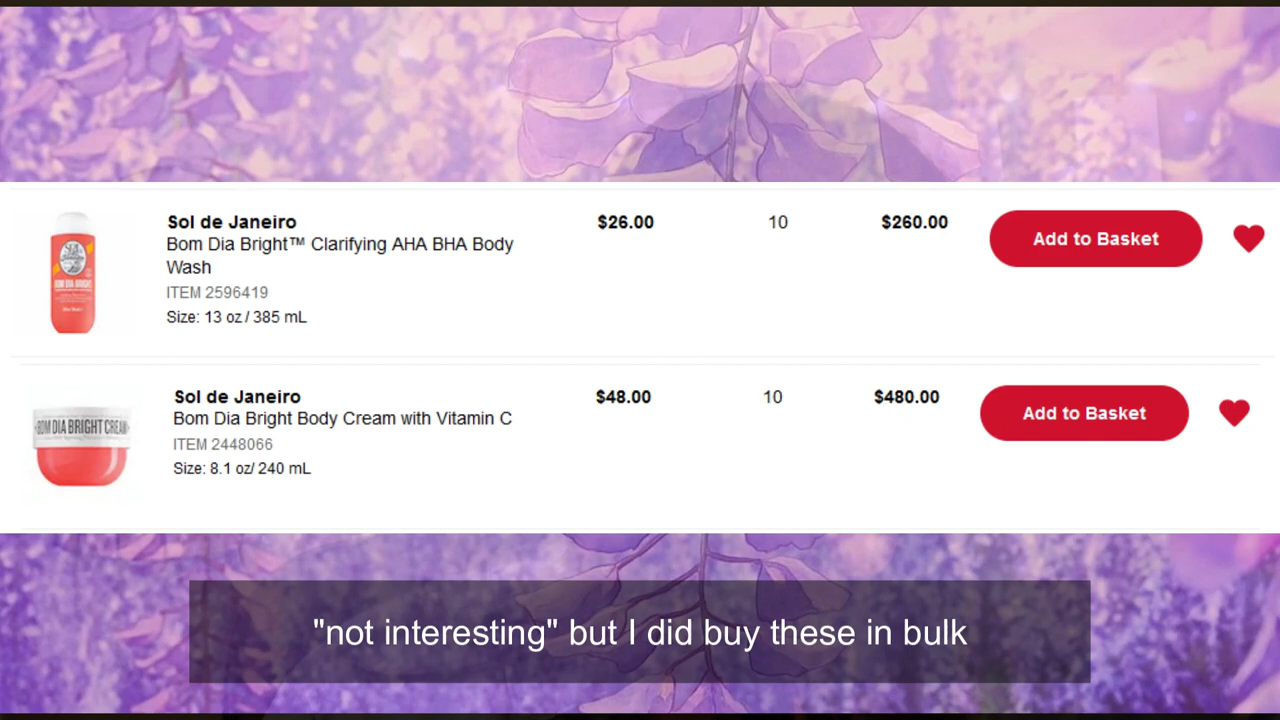 Sol de Janeiro $26.00 10 $260.00 Add to Basket
Bom Dia Bright™ Clarifying AHA BHA Body
Wash
ITEM 2596419
Size: 13 oz / 385 mL
BOM DIA BRIGHT
Sol de Janeiro $48.00 10 $480.00 Add to Basket
Bom Dia Bright Body Cream with Vitamin C
ITEM 2448066
Size: 8.1 oz/ 240 mL
BOM DIA BRIGHT CREAM
"not interesting" but I did buy these in bulk